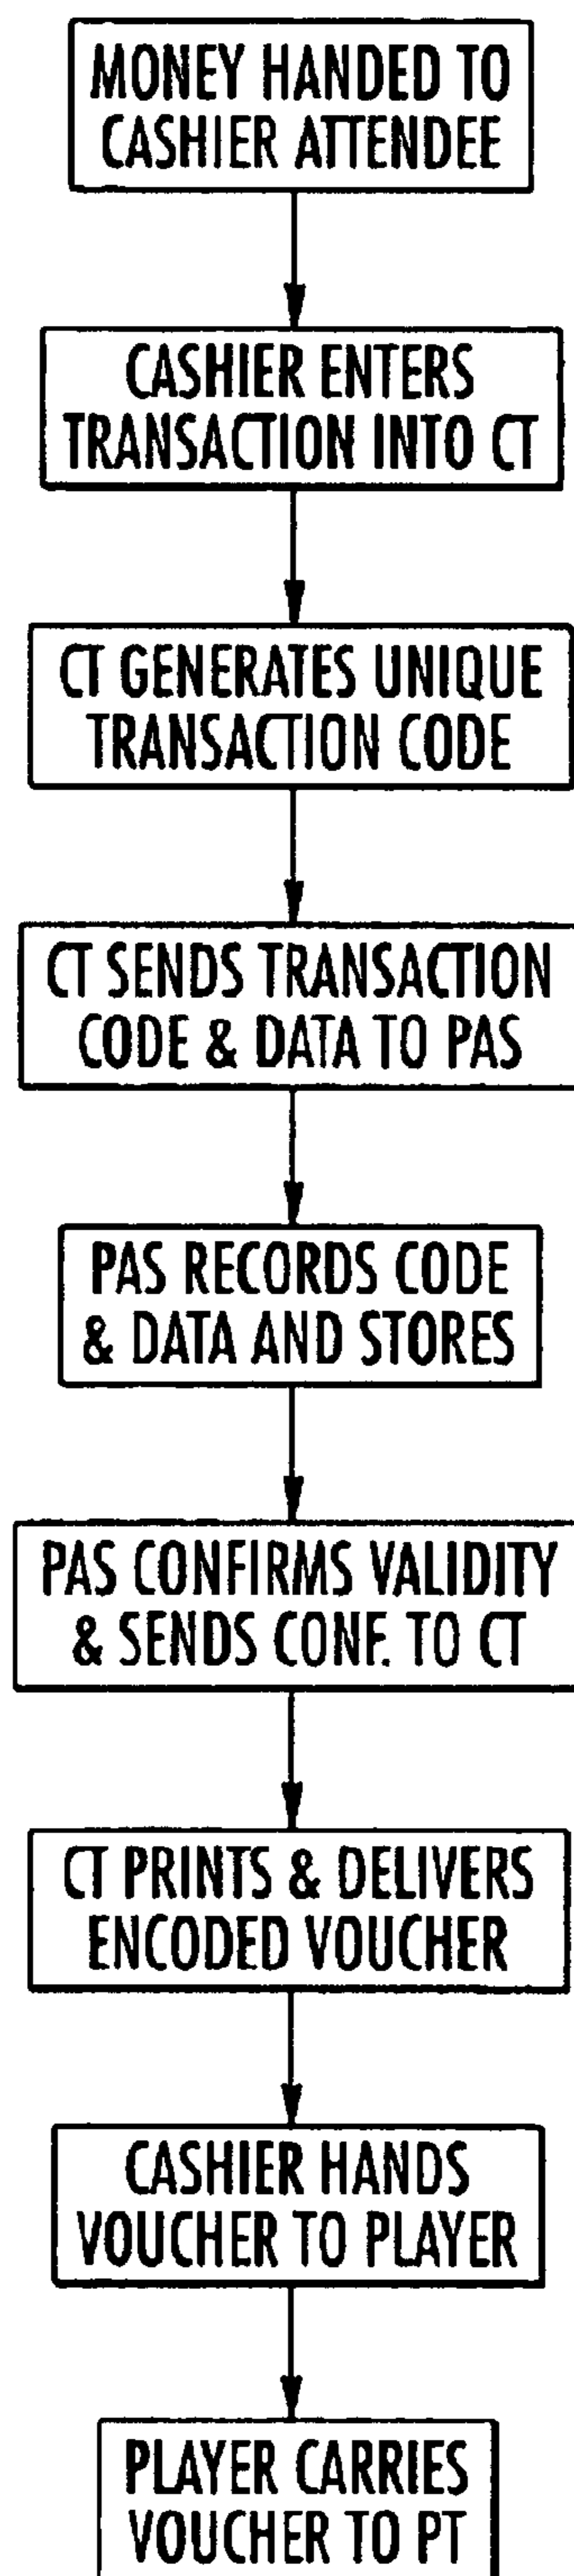 MONEY HANDED TO
CASHIER ATTENDEE
CASHIER ENTERS
TRANSACTION INTO CT
CT GENERATES UNIQUE
TRANSACTION CODE
CT SENDS TRANSACTION
CODE & DATA TO PAS
PAS RECORDS CODE
& DATA AND STORES
PAS CONFIRMS VALIDITY
& SENDS CONF. TO CT
CT PRINTS & DELIVERS
ENCODED VOUCHER
CASHIER HANDS
VOUCHER TO PLAYER
PLAYER CARRIES
VOUCHER TO PT